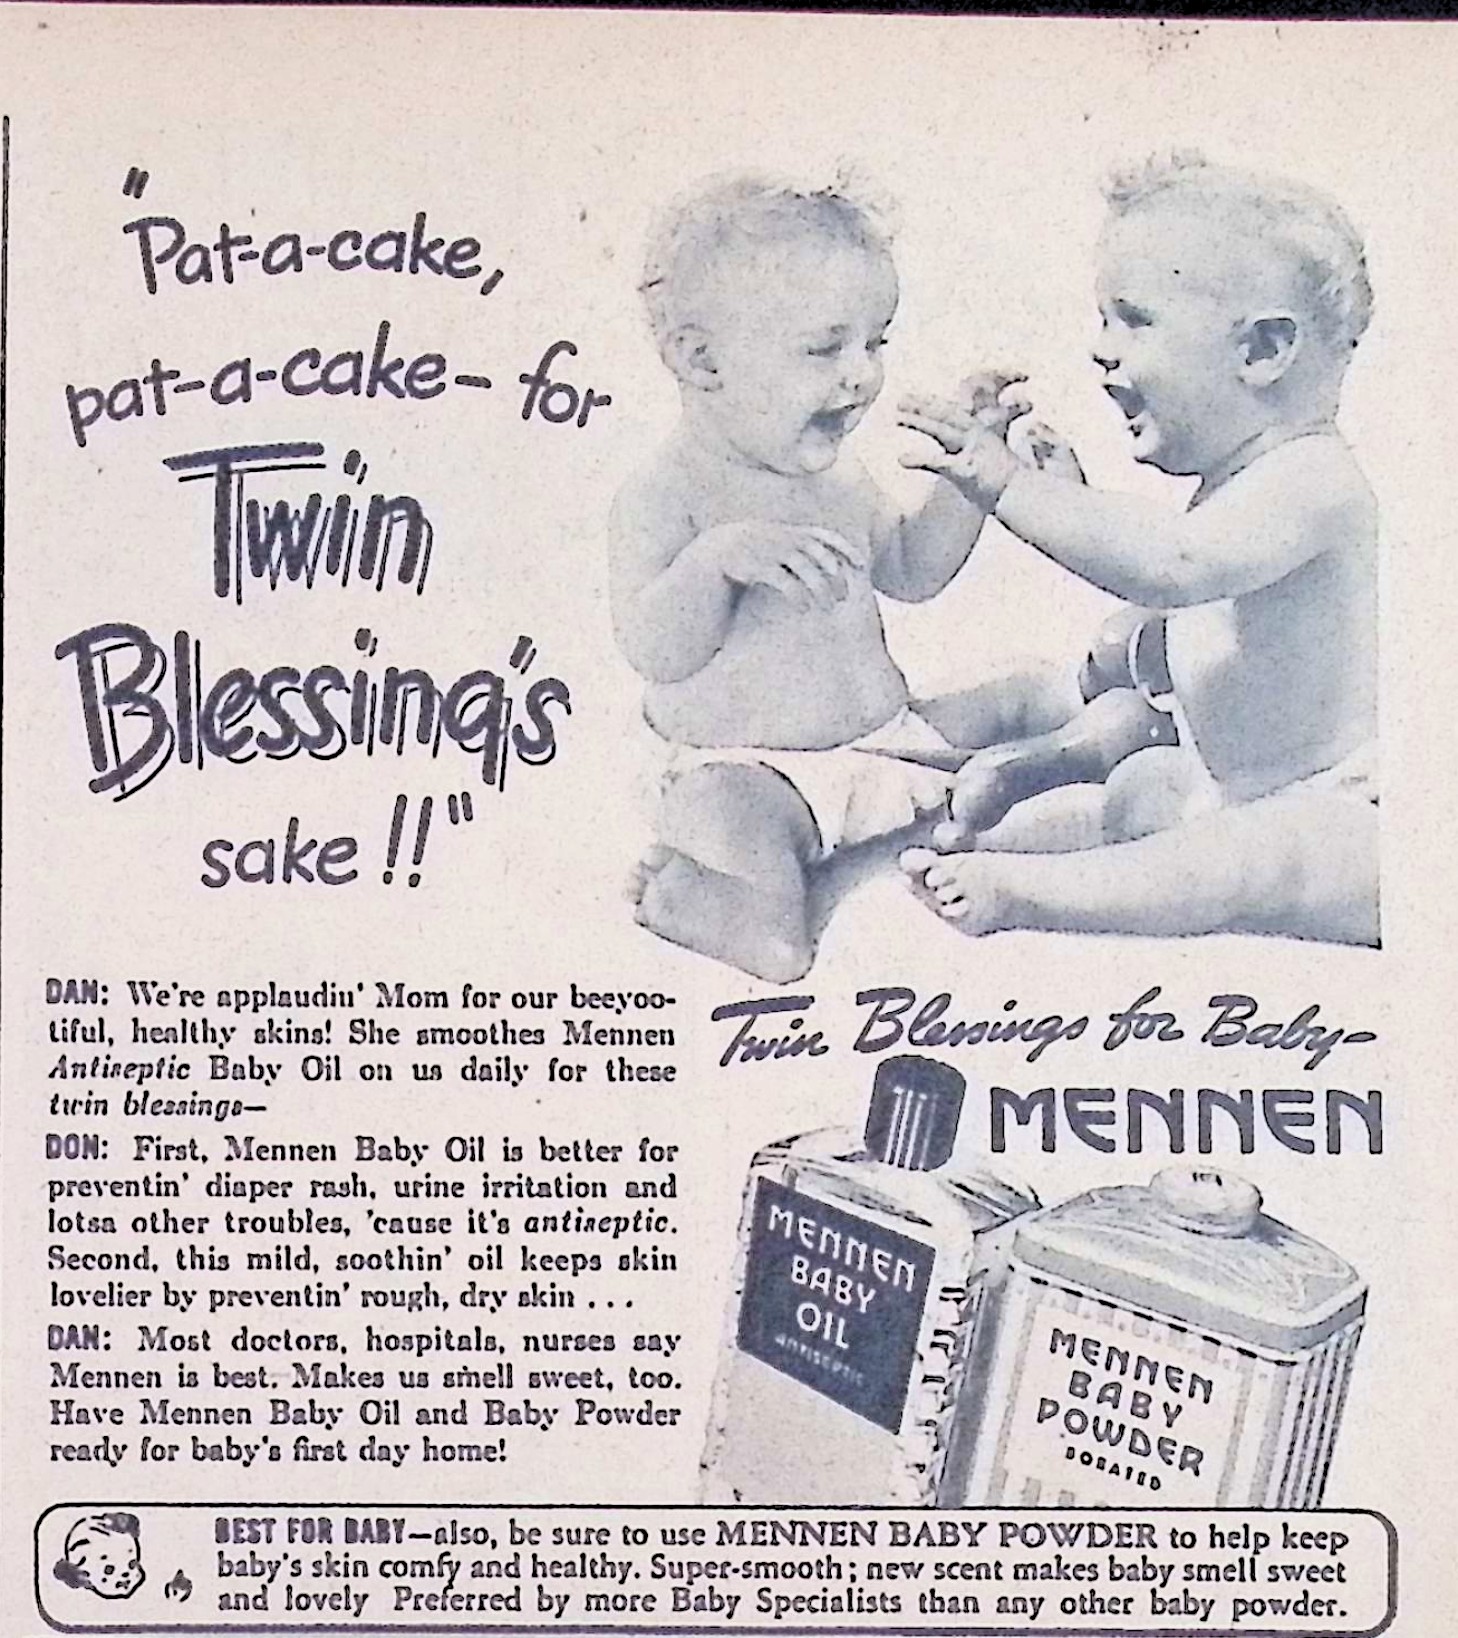 "Pat-a-cake,
pat-a-cake- for
Twin
Blessing's
sake!!"
DAN: We're applaudin' Mom for our beeyoo-
tiful, healthy skins! She smoothes Mennen
Antiseptic Baby Oil on us daily for these
twin blessings—
DON: First, Mennen Baby Oil is better for
preventin' diaper rash, urine irritation and
lotsa other troubles, 'cause it's antiseptic.
Second, this mild, soothin' oil keeps skin
lovelier by preventin' rough, dry skin . . .
DAN: Most doctors, hospitals, nurses say
Mennen is best. Makes us smell sweet, too.
Have Mennen Baby Oil and Baby Powder
ready for baby's first day home!
Twin Blessings for Baby-
MENNEN
MENNEN
BABY
OIL
ANTISEPTIC
MENNEN
BABY
POWDER
BORATED
BEST FOR BABY—also, be sure to use MENNEN BABY POWDER to help keep
baby's skin comfy and healthy. Super-smooth; new scent makes baby smell sweet
and lovely Preferred by more Baby Specialists than any other baby powder.